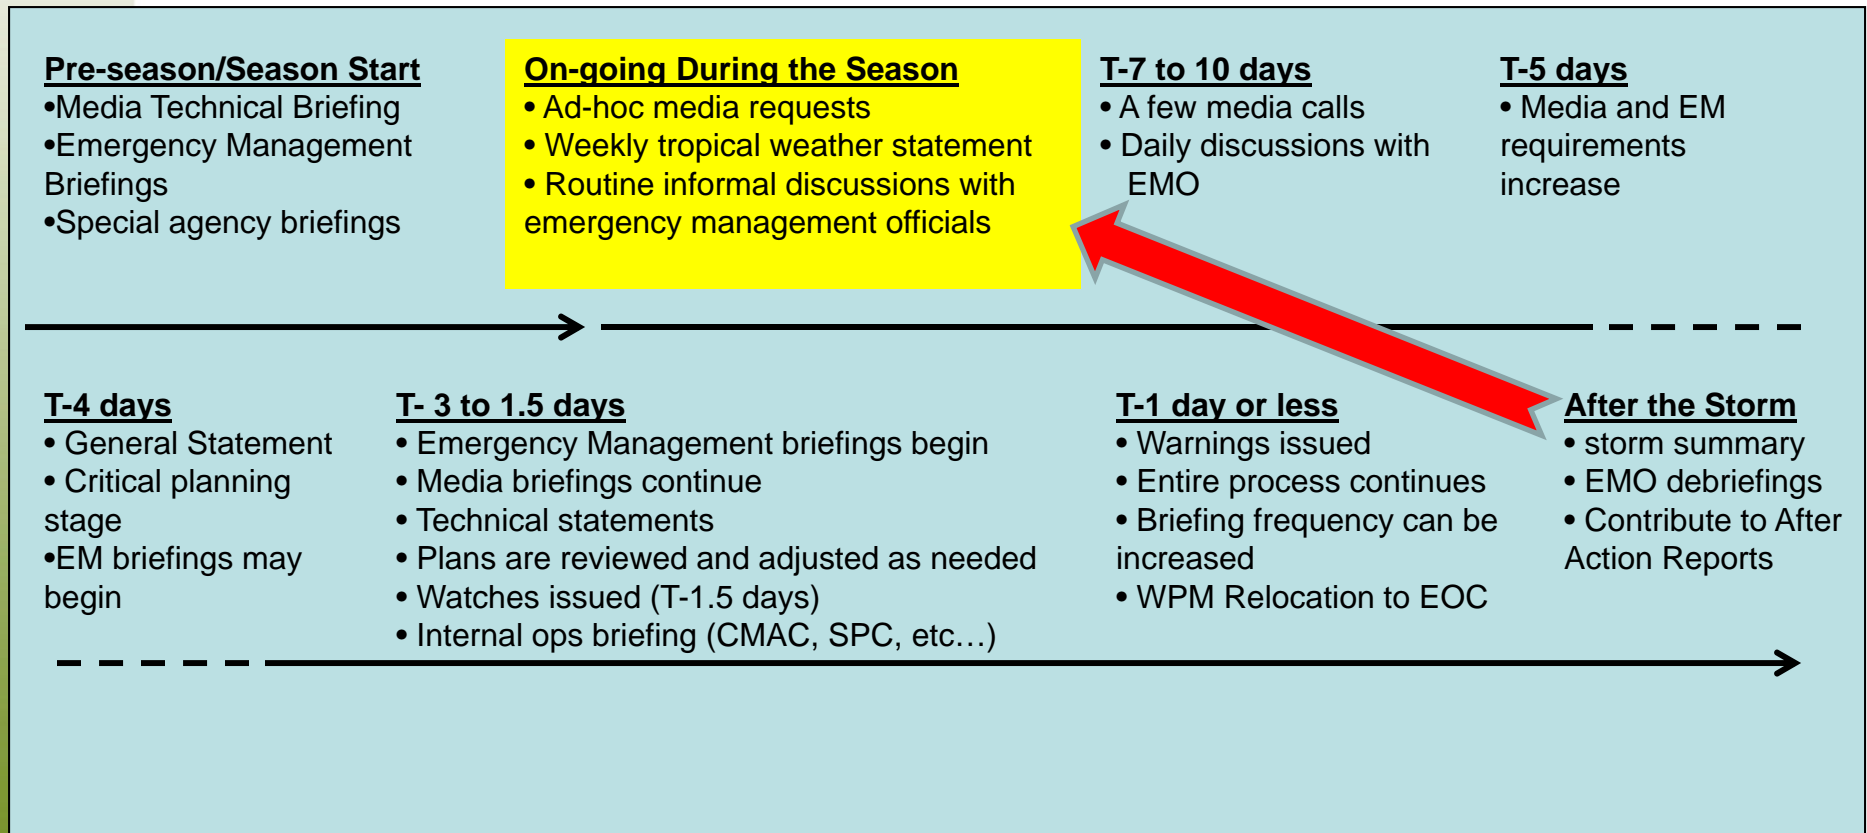 Pre-season/Season Start
•Media Technical Briefing
•Emergency Management
Briefings
•Special agency briefings
On-going During the Season
• Ad-hoc media requests
• Weekly tropical weather statement
• Routine informal discussions with
emergency management officials
T-7 to 10 days
• A few media calls
• Daily discussions with
EMO
T-5 days
• Media and EM
requirements
increase
T-4 days
• General Statement
• Critical planning
stage
•EM briefings may
begin
T- 3 to 1.5 days
• Emergency Management briefings begin
• Media briefings continue
• Technical statements
• Plans are reviewed and adjusted as needed
• Watches issued (T-1.5 days)
• Internal ops briefing (CMAC, SPC, etc…)
T-1 day or less
• Warnings issued
• Entire process continues
• Briefing frequency can be
increased
• WPM Relocation to EOC
After the Storm
• storm summary
• EMO debriefings
• Contribute to After
Action Reports